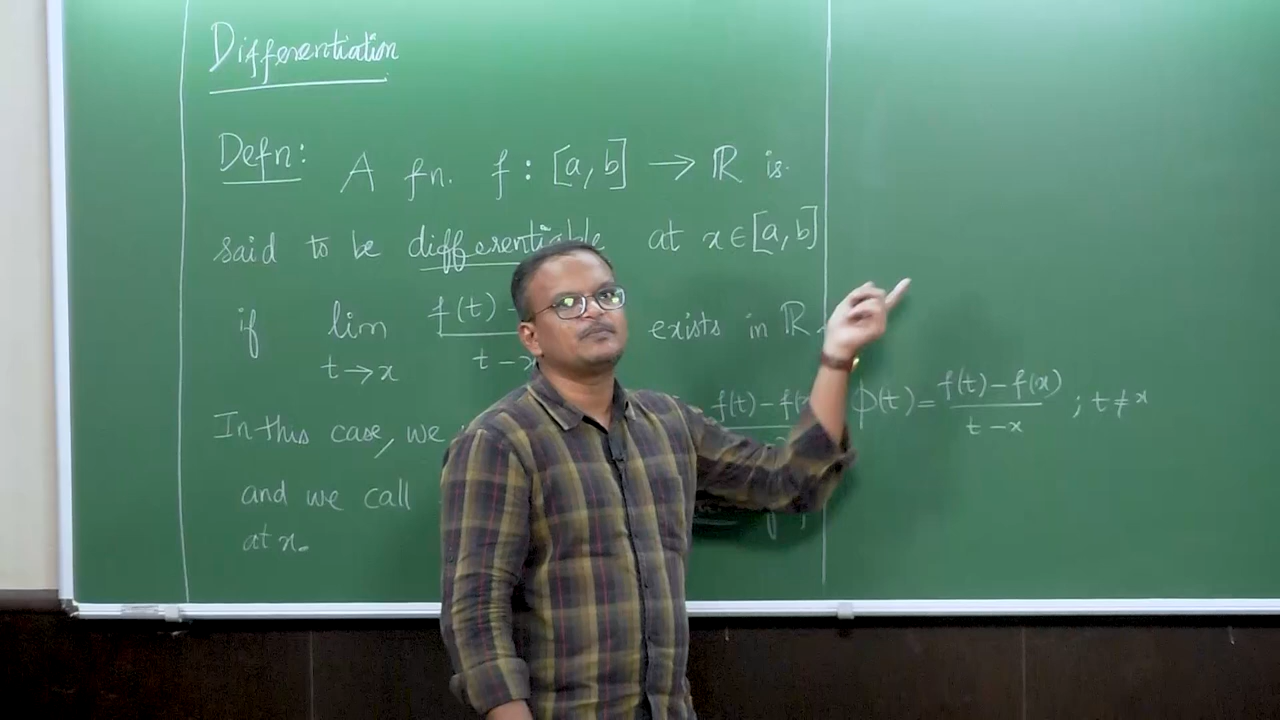 Differentiation
Defn: A fn. f : [a, b] → ℝ is
said to be differentiable at x ∈ [a, b]
if lim t→x f(t) - t - x exists in ℝ.
In this case, we f(t) - f(x φ(t) = f(t) - f(x) / t - x ; t ≠ x
and we call f,
at x.